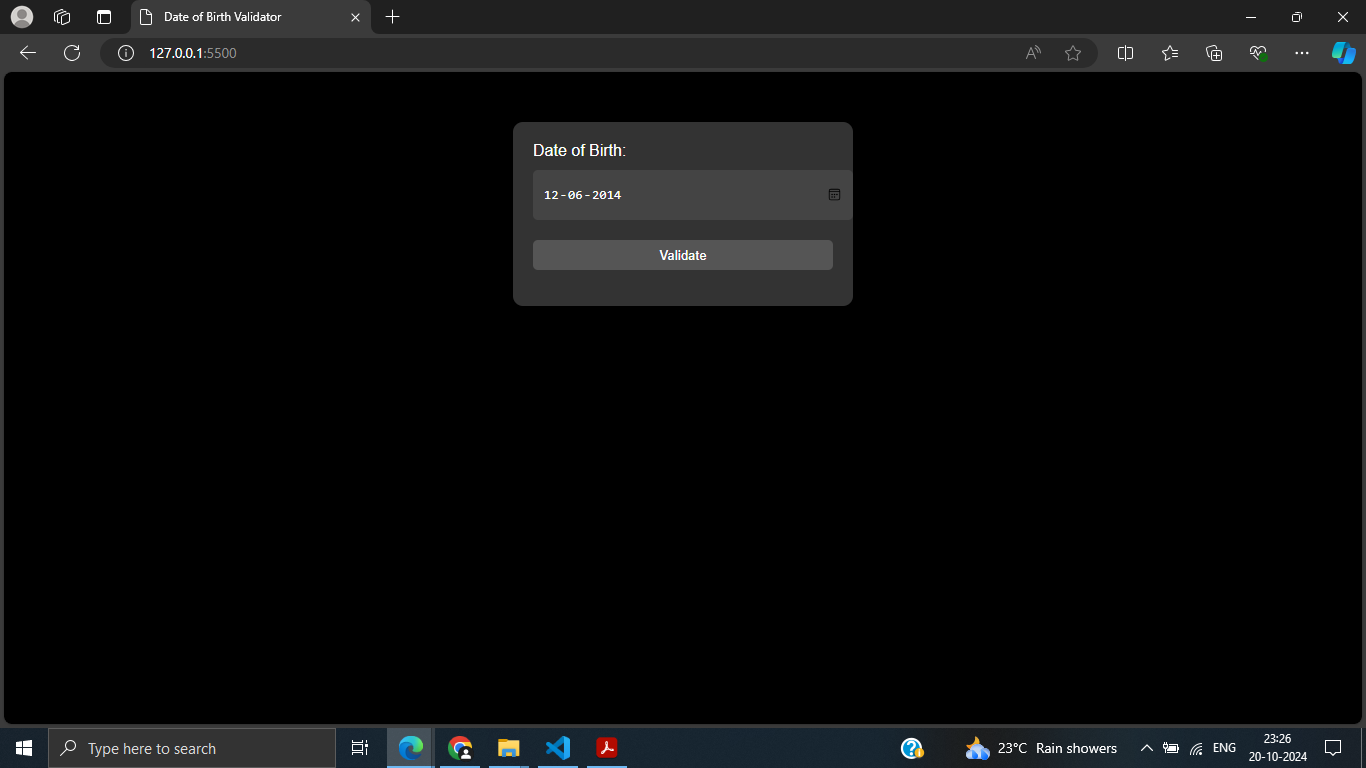 Date of Birth Validator
127.0.0.1:5500
Date of Birth:
12-06-2014
Validate
Type here to search
23°C Rain showers
ENG
23:26
20-10-2024